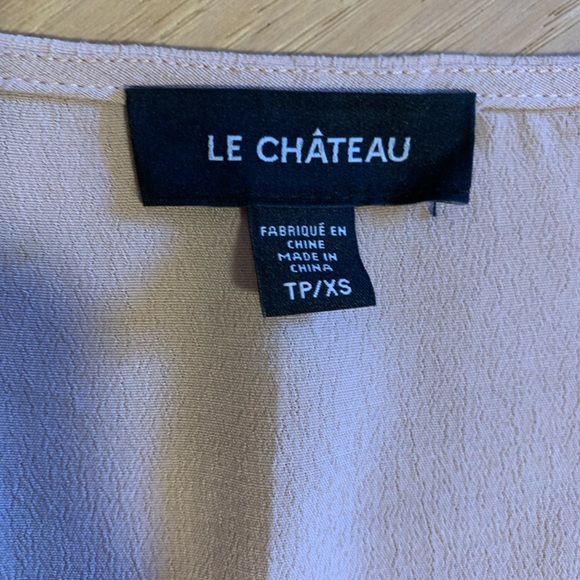 LE CHÂTEAU
FABRIQUÉ EN
CHINE
MADE IN
CHINA
TP/XS